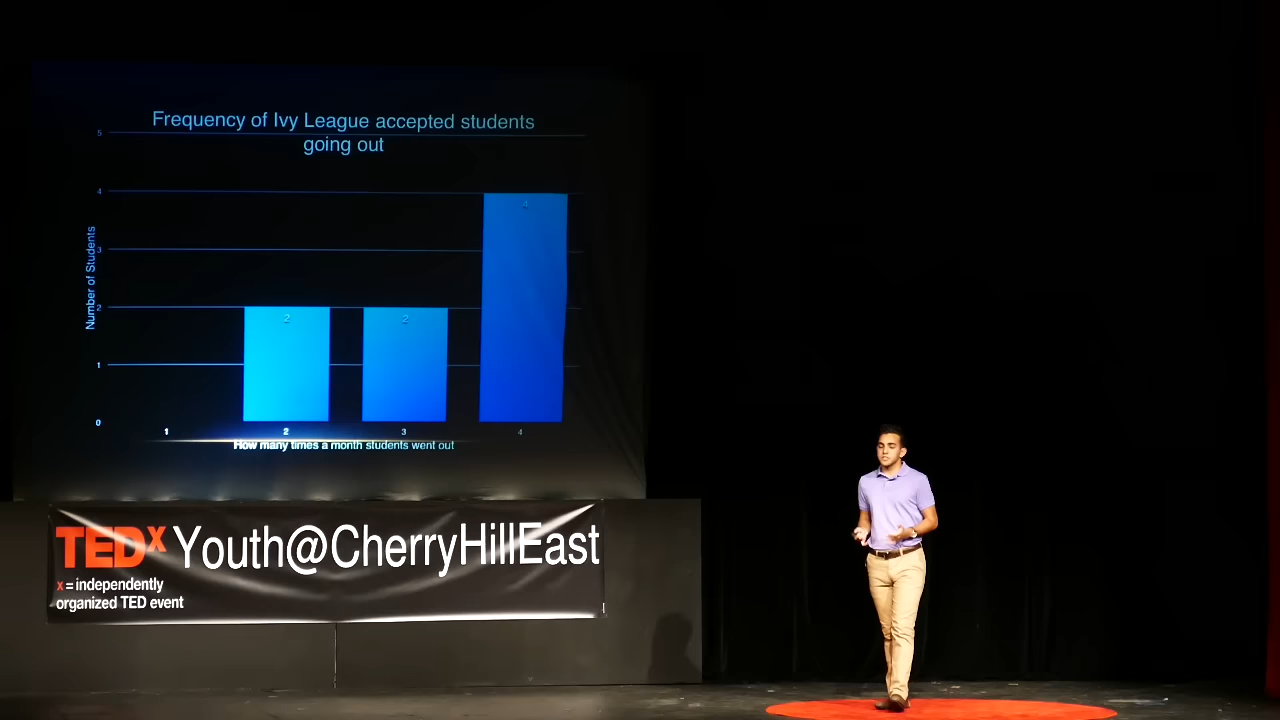 Frequency of Ivy League accepted students
going out
5
4
3
2
1
0
Number of Students
2
2
4
1
2
3
4
How many times a month students went out
TEDx Youth@CherryHillEast
x = independently
organized TED event